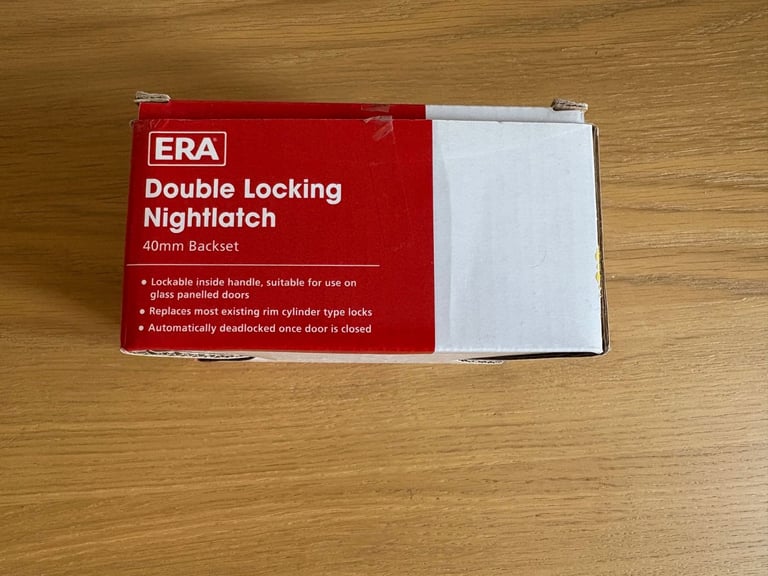 ERA
Double Locking
Nightlatch
40mm Backset
• Lockable inside handle, suitable for use on
glass panelled doors
• Replaces most existing rim cylinder type locks
• Automatically deadlocked once door is closed